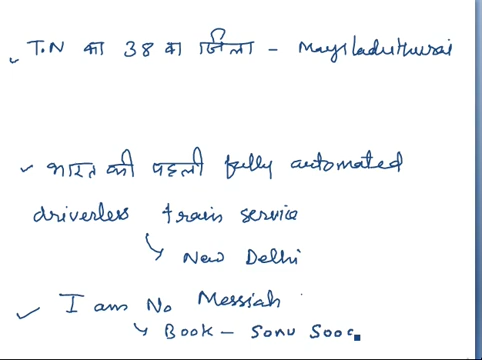 T.N का 38 वा जिला - Mayiladuthurai
भारत की पहली fully automated
driverless train service
New Delhi
I am No Messiah
Book - Sonu Sood